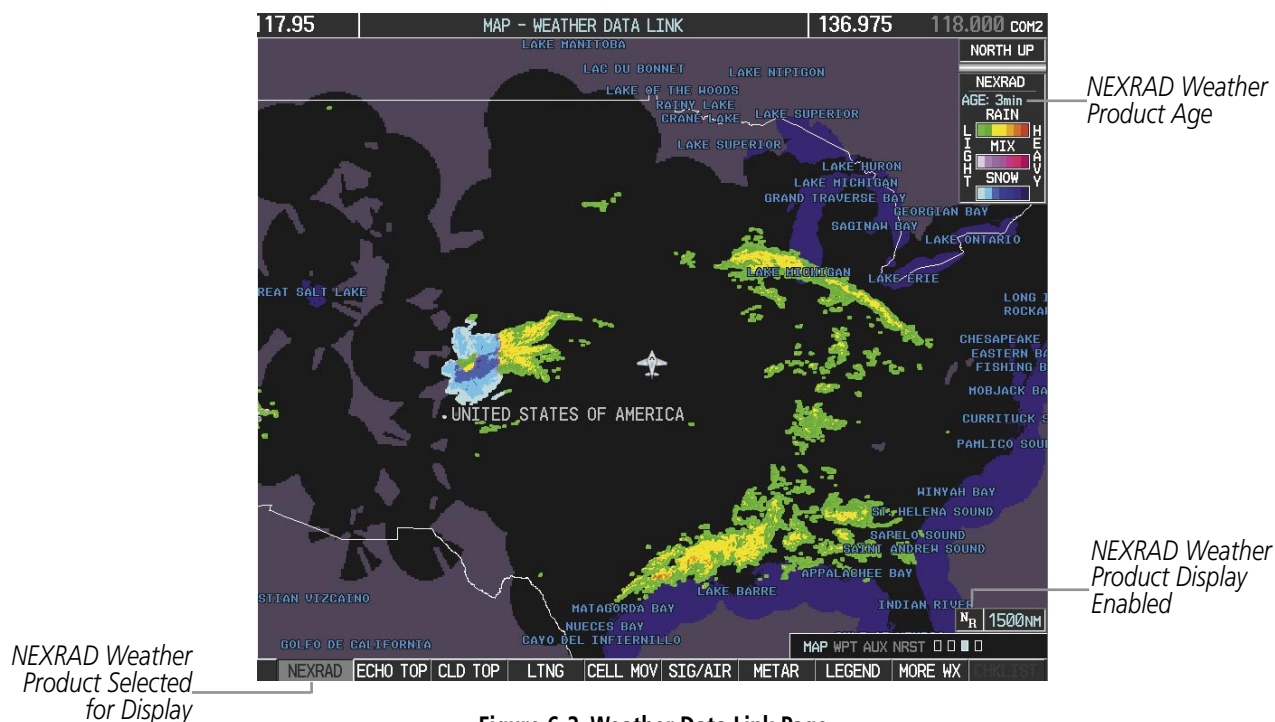 117.95 MAP – WEATHER DATA LINK 136.975 118.000 COM2
LAKE MANITOBA
NORTH UP
LAC DU BONNET
LAKE NIPIGON
NEXRAD
LAKE OF THE WOODS
AGE: 3min
NEXRAD Weather
Product Age
RAINY LAKE
CRANE LAKE
LAKE SUPERIOR
RAIN
LIGHT
HEAVY
MIX
SNOW
LAKE SUPERIOR
LAKE HURON
LAKE MICHIGAN
GRAND TRAVERSE BAY
GEORGIAN BAY
SAGINAW BAY
LAKE ONTARIO
LAKE MICHIGAN
LAKE ERIE
REAT SALT LAKE
LONG I
ROCKA
CHESAPEAKE
EASTERN BA
FISHING B
MOBJACK BA
UNITED STATES OF AMERICA
CURRITUCK S
PAMLICO SOU
WINYAH BAY
ST. HELENA SOUND
SAPELO SOUND
SAINT ANDREW SOUND
APPALACHEE BAY
LAKE BARRE
STIAN VIZCAINO
MATAGORDA BAY
INDIAN RIVER
NEXRAD Weather
Product Display
Enabled
NR 1500NM
NUECES BAY
GOLFO DE CALIFORNIA
CAYO DEL INFIERNILLO
MAP WPT AUX NRST
NEXRAD ECHO TOP CLD TOP LTNG CELL MOV SIG/AIR METAR LEGEND MORE WX CHKLIST
NEXRAD Weather
Product Selected
for Display